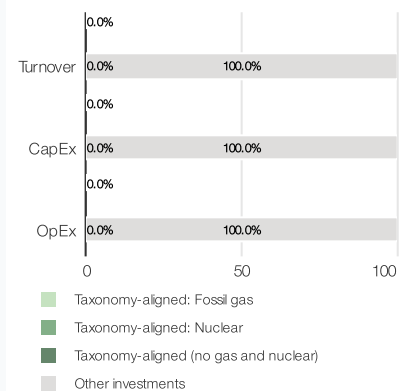 0.0%
Turnover 0.0% 100.0%
0.0%
CapEx 0.0% 100.0%
0.0%
OpEx 0.0% 100.0%
0 50 100
Taxonomy-aligned: Fossil gas
Taxonomy-aligned: Nuclear
Taxonomy-aligned (no gas and nuclear)
Other investments